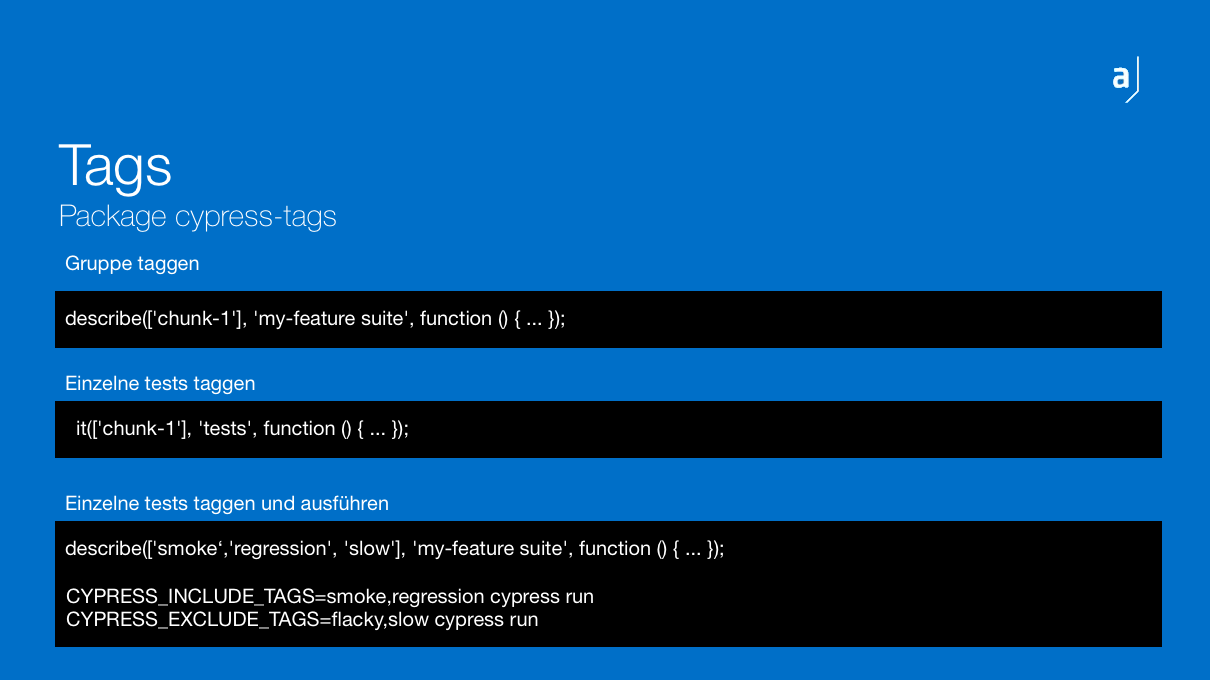 a
Tags
Package cypress-tags
Gruppe taggen
describe(['chunk-1'], 'my-feature suite', function () { ... });
Einzelne tests taggen
it(['chunk-1'], 'tests', function () { ... });
Einzelne tests taggen und ausführen
describe(['smoke‘,'regression', 'slow'], 'my-feature suite', function () { ... });
CYPRESS_INCLUDE_TAGS=smoke,regression cypress run
CYPRESS_EXCLUDE_TAGS=flacky,slow cypress run